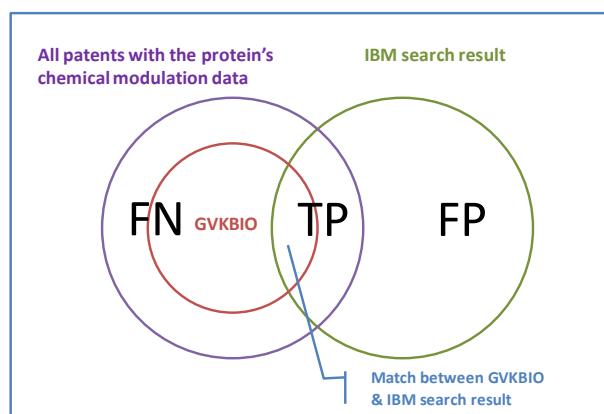 All patents with the protein's
chemical modulation data
IBM search result
FN GVKBIO TP FP
Match between GVKBIO
& IBM search result